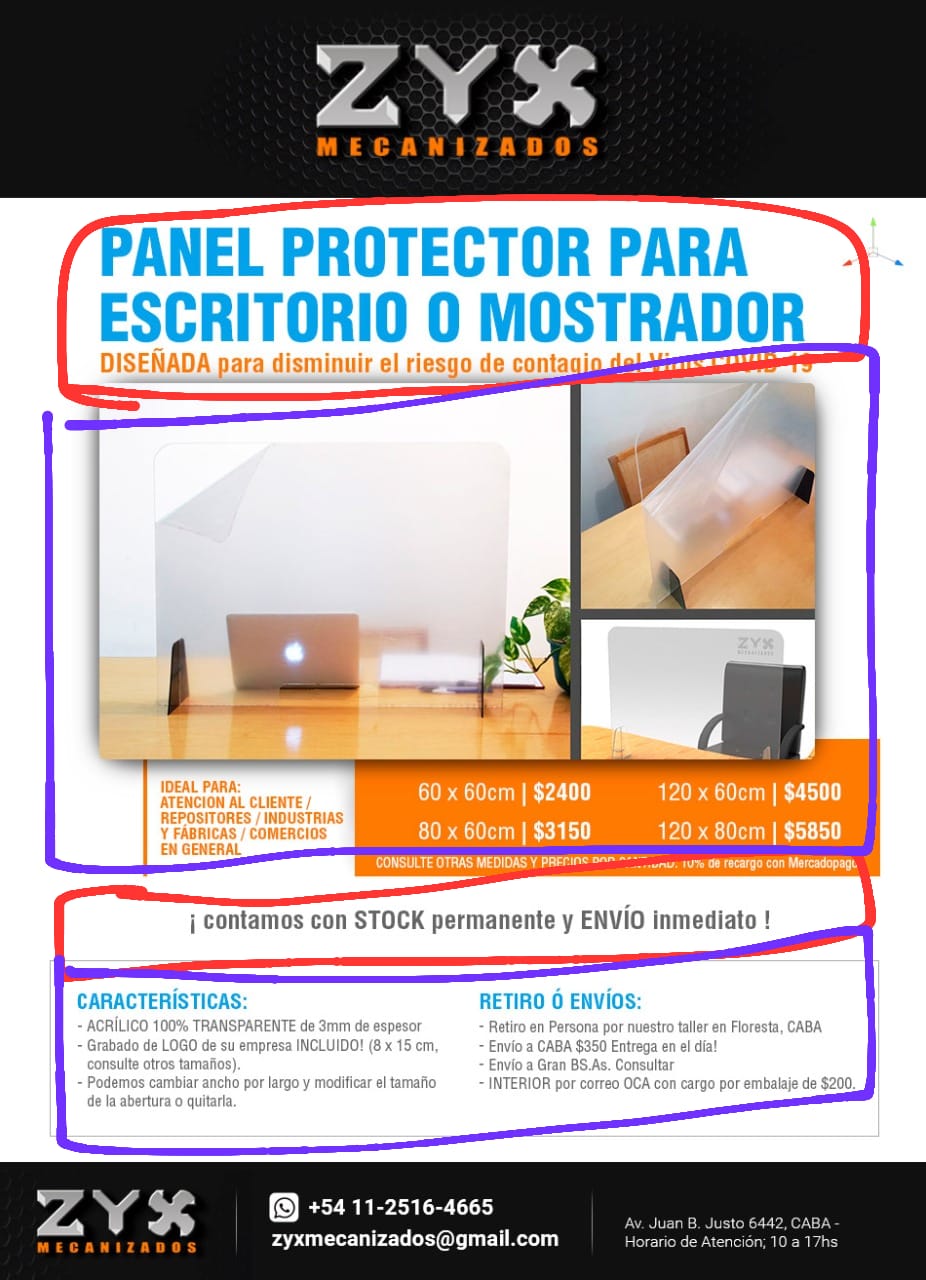 ZYX
MECANIZADOS
PANEL PROTECTOR PARA
ESCRITORIO O MOSTRADOR
DISEÑADA para disminuir el riesgo de contagio del Virus COVID-19
ZYX
MECANIZADOS
IDEAL PARA:
ATENCION AL CLIENTE /
REPOSITORES / INDUSTRIAS
Y FÁBRICAS / COMERCIOS
EN GENERAL
60 x 60cm | $2400
120 x 60cm | $4500
80 x 60cm | $3150
120 x 80cm | $5850
CONSULTE OTRAS MEDIDAS Y PRECIOS POR CANTIDAD. 10% de recargo con Mercadopago
¡ contamos con STOCK permanente y ENVÍO inmediato !
CARACTERÍSTICAS:
- ACRÍLICO 100% TRANSPARENTE de 3mm de espesor
- Grabado de LOGO de su empresa INCLUIDO! (8 x 15 cm,
consulte otros tamaños).
- Podemos cambiar ancho por largo y modificar el tamaño
de la abertura o quitarla.
RETIRO Ó ENVÍOS:
- Retiro en Persona por nuestro taller en Floresta, CABA
- Envío a CABA $350 Entrega en el día!
- Envío a Gran BS.As. Consultar
- INTERIOR por correo OCA con cargo por embalaje de $200.
ZYX
MECANIZADOS
+54 11-2516-4665
zyxmecanizados@gmail.com
Av. Juan B. Justo 6442, CABA -
Horario de Atención; 10 a 17hs